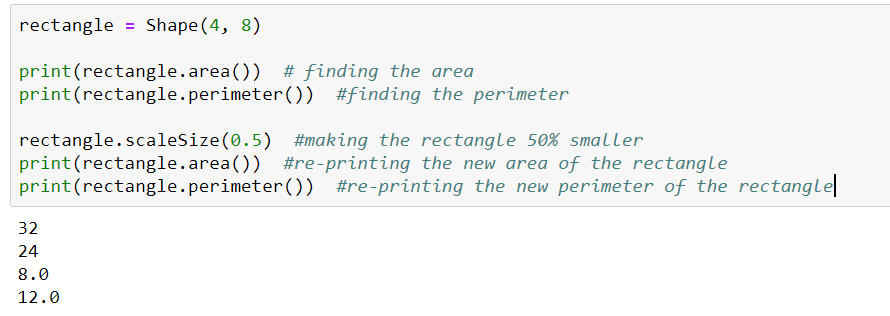 rectangle = Shape(4, 8)
print(rectangle.area())  # finding the area
print(rectangle.perimeter())  #finding the perimeter
rectangle.scaleSize(0.5)  #making the rectangle 50% smaller
print(rectangle.area())  #re-printing the new area of the rectangle
print(rectangle.perimeter())  #re-printing the new perimeter of the rectangle
32
24
8.0
12.0